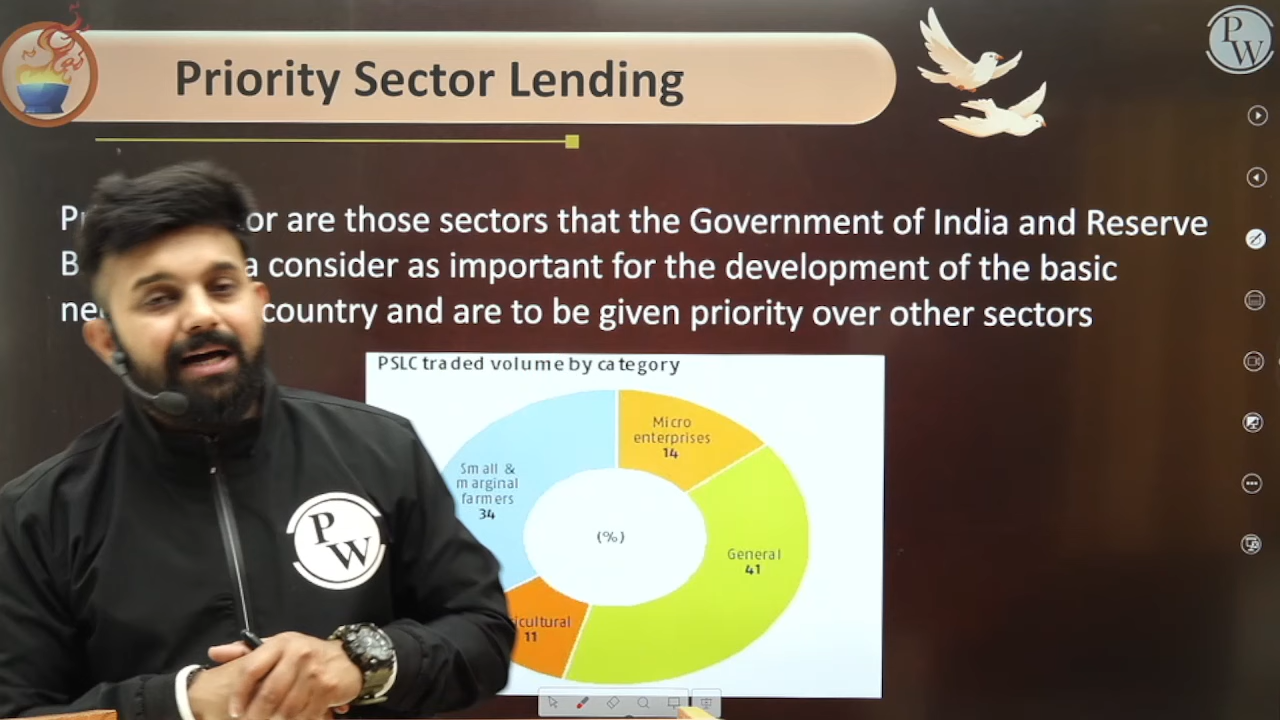 Priority Sector Lending
P W
or are those sectors that the Government of India and Reserve
consider as important for the development of the basic
country and are to be given priority over other sectors
PSLC traded volume by category
Micro
enterprises
14
Small &
marginal
farmers
34
(%)
General
41
icultural
11
P W